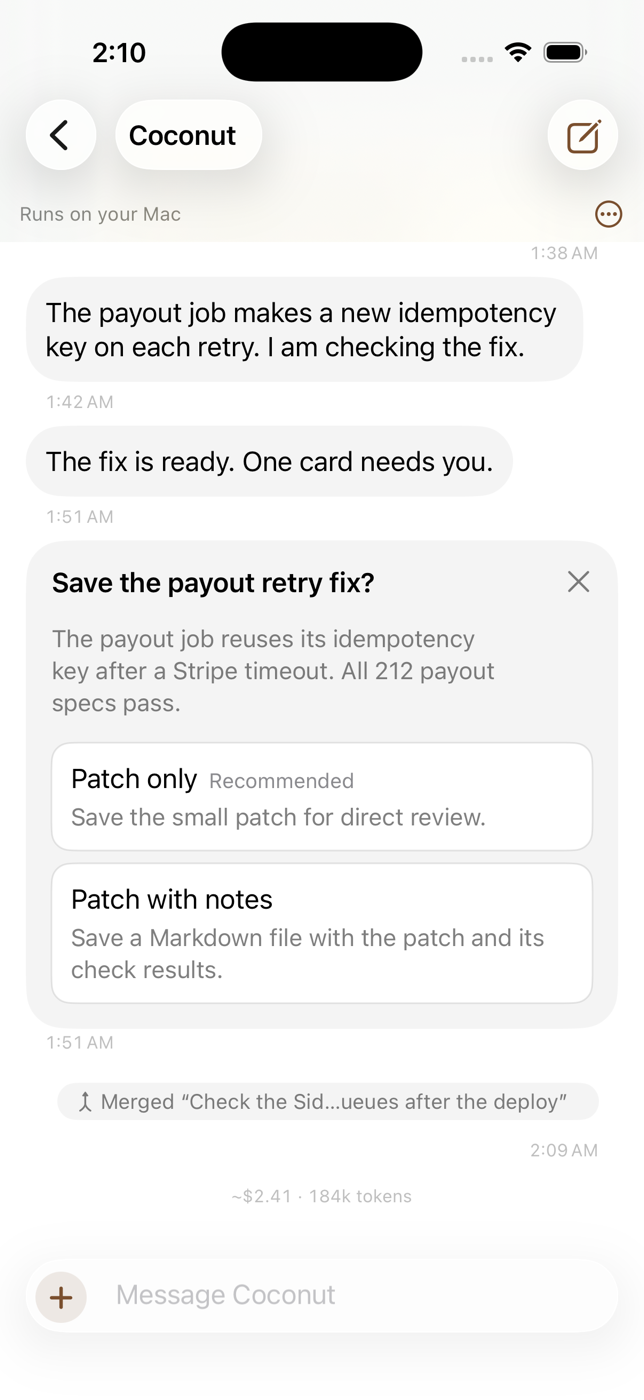 2:10
Coconut
Runs on your Mac
1:38 AM
The payout job makes a new idempotency
key on each retry. I am checking the fix.
1:42 AM
The fix is ready. One card needs you.
1:51 AM
Save the payout retry fix?
The payout job reuses its idempotency
key after a Stripe timeout. All 212 payout
specs pass.
Patch only Recommended
Save the small patch for direct review.
Patch with notes
Save a Markdown file with the patch and its
check results.
1:51 AM
Merged “Check the Sid...ueues after the deploy”
2:09 AM
~$2.41 · 184k tokens
Message Coconut